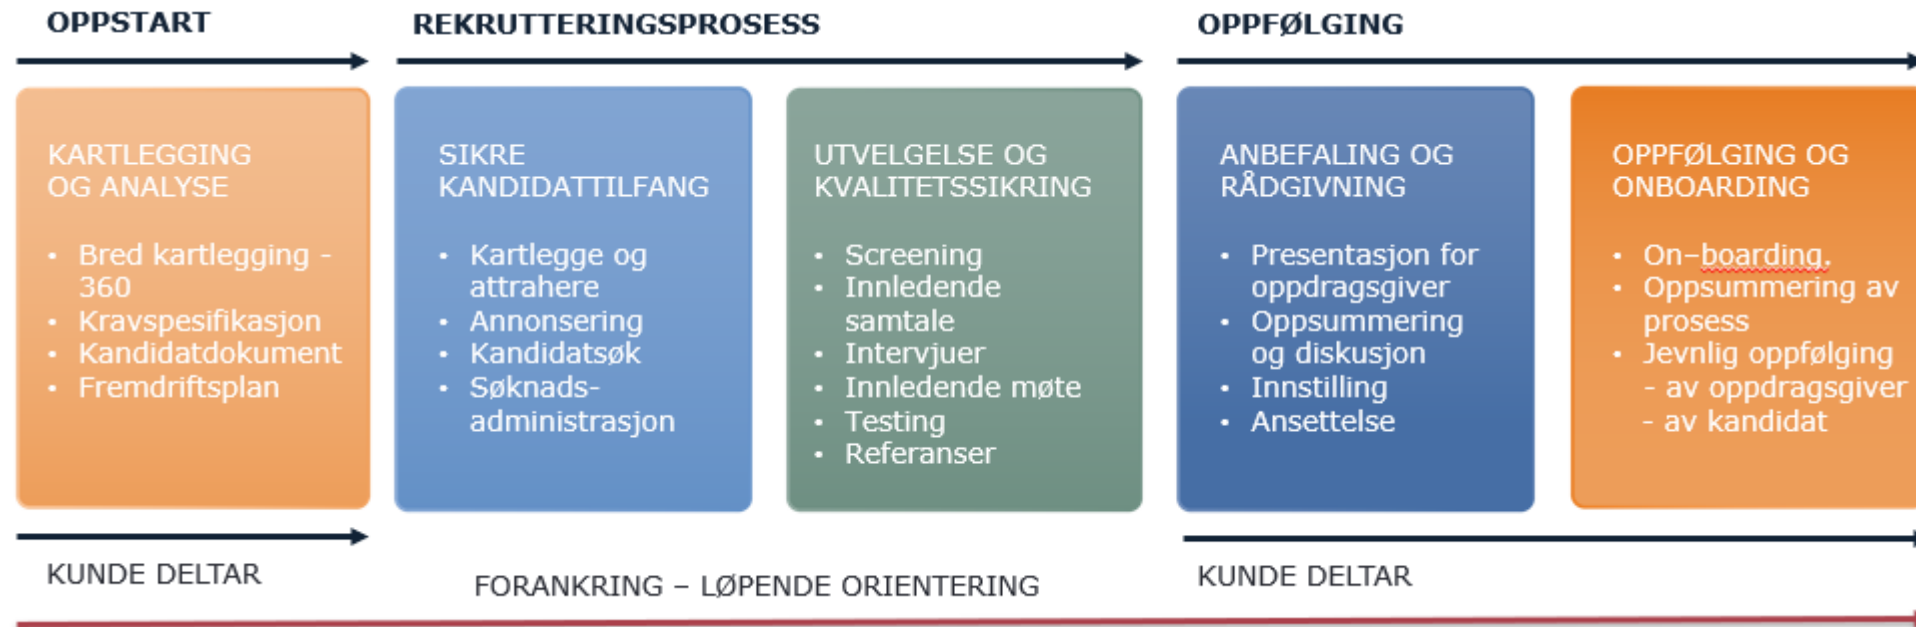 OPPSTART
REKRUTTERINGSPROSESS
OPPFØLGING
KARTLEGGING
OG ANALYSE
• Bred kartlegging -
360
• Kravspesifikasjon
• Kandidatdokument
• Fremdriftsplan
SIKRE
KANDIDATTILFANG
• Kartlegge og
attrahere
• Annonsering
• Kandidatsøk
• Søknads-
administrasjon
UTVELGELSE OG
KVALITETSSIKRING
• Screening
• Innledende
samtale
• Intervjuer
• Innledende møte
• Testing
• Referanser
ANBEFALING OG
RÅDGIVNING
• Presentasjon for
oppdragsgiver
• Oppsummering
og diskusjon
• Innstilling
• Ansettelse
OPPFØLGING OG
ONBOARDING
• On–boarding.
• Oppsummering av
prosess
• Jevnlig oppfølging
- av oppdragsgiver
- av kandidat
KUNDE DELTAR
FORANKRING – LØPENDE ORIENTERING
KUNDE DELTAR